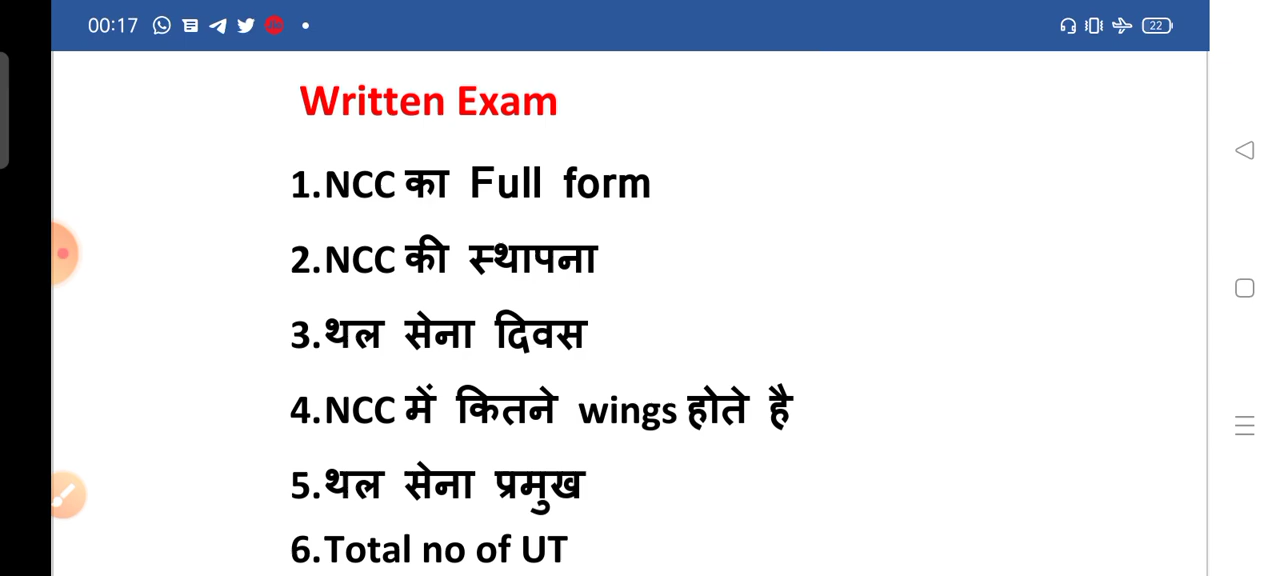 00:17 22
Written Exam
1.NCC का Full form
2.NCC की स्थापना
3.थल सेना दिवस
4.NCC में कितने wings होते है
5.थल सेना प्रमुख
6.Total no of UT